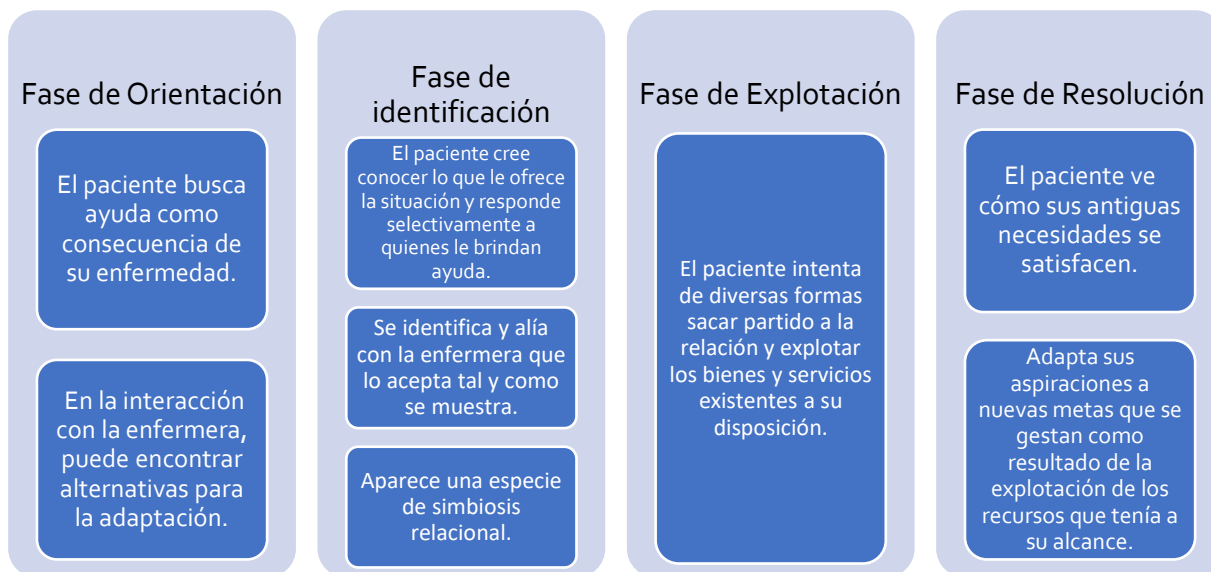 Fase de Orientación
El paciente busca
ayuda como
consecuencia de
su enfermedad.
En la interacción
con la enfermera,
puede encontrar
alternativas para
la adaptación.
Fase de
identificación
El paciente cree
conocer lo que le ofrece
la situación y responde
selectivamente a
quienes le brindan
ayuda.
Se identifica y alía
con la enfermera que
lo acepta tal y como
se muestra.
Aparece una especie
de simbiosis
relacional.
Fase de Explotación
El paciente intenta
de diversas formas
sacar partido a la
relación y explotar
los bienes y servicios
existentes a su
disposición.
Fase de Resolución
El paciente ve
cómo sus antiguas
necesidades se
satisfacen.
Adapta sus
aspiraciones a
nuevas metas que se
gestan como
resultado de la
explotación de los
recursos que tenía a
su alcance.